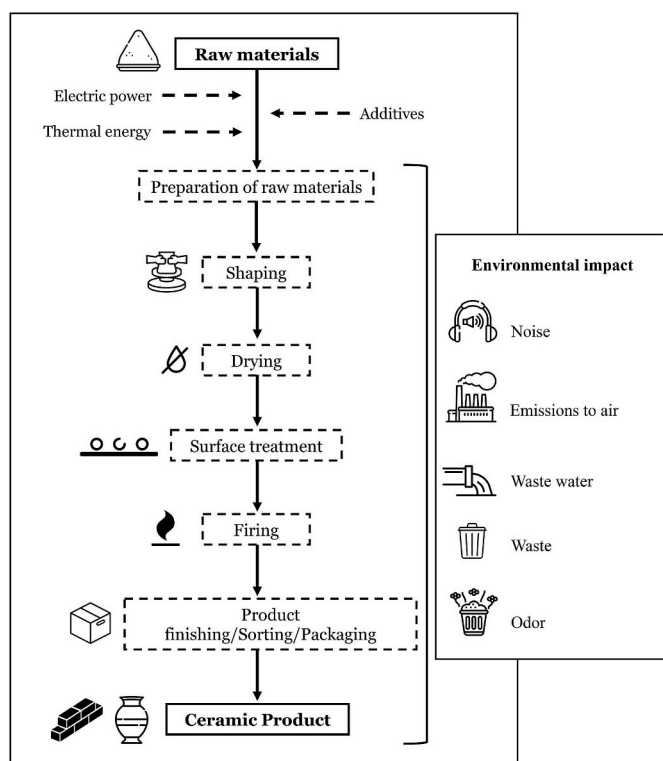 Raw materials
Electric power
Additives
Thermal energy
Preparation of raw materials
Shaping
Drying
Surface treatment
Firing
Product
finishing/Sorting/Packaging
Ceramic Product
Environmental impact
Noise
Emissions to air
Waste water
Waste
Odor